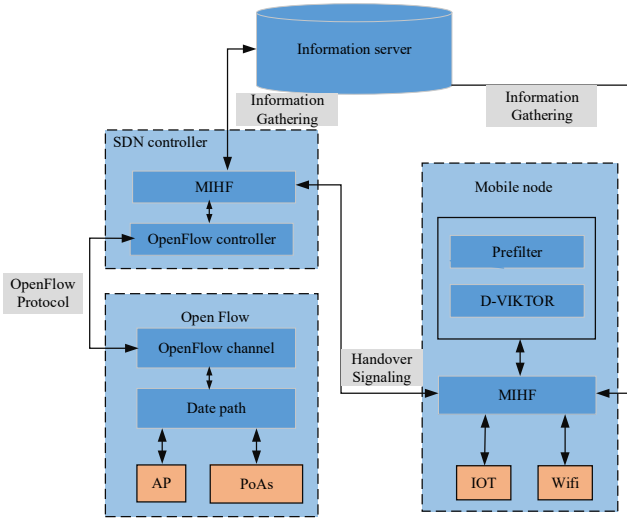 Information server
Information
Gathering
Information
Gathering
SDN controller
MIHF
OpenFlow controller
OpenFlow
Protocol
Open Flow
OpenFlow channel
Date path
AP
PoAs
Handover
Signaling
Mobile node
Prefilter
D-VIKTOR
MIHF
IOT
Wifi